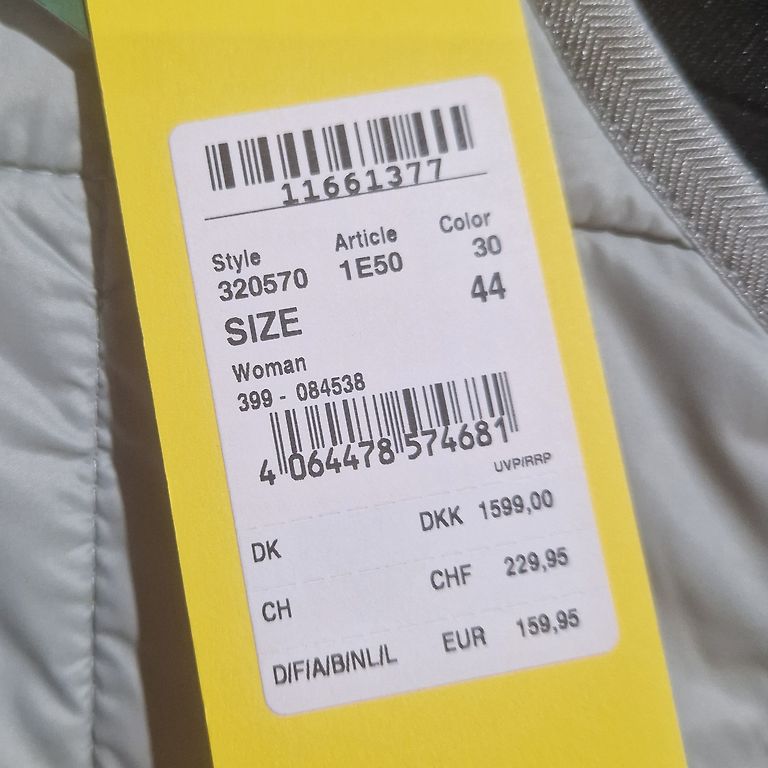 11661377
Style Article Color
320570 1E50 30
SIZE 44
Woman
399 - 084538
4 064478 574681
UVP/RRP
DK DKK 1599,00
CH CHF 229,95
D/F/A/B/NL/L EUR 159,95